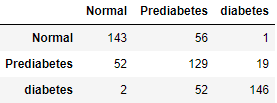 Normal Prediabetes diabetes
Normal 143 56 1
Prediabetes 52 129 19
diabetes 2 52 146